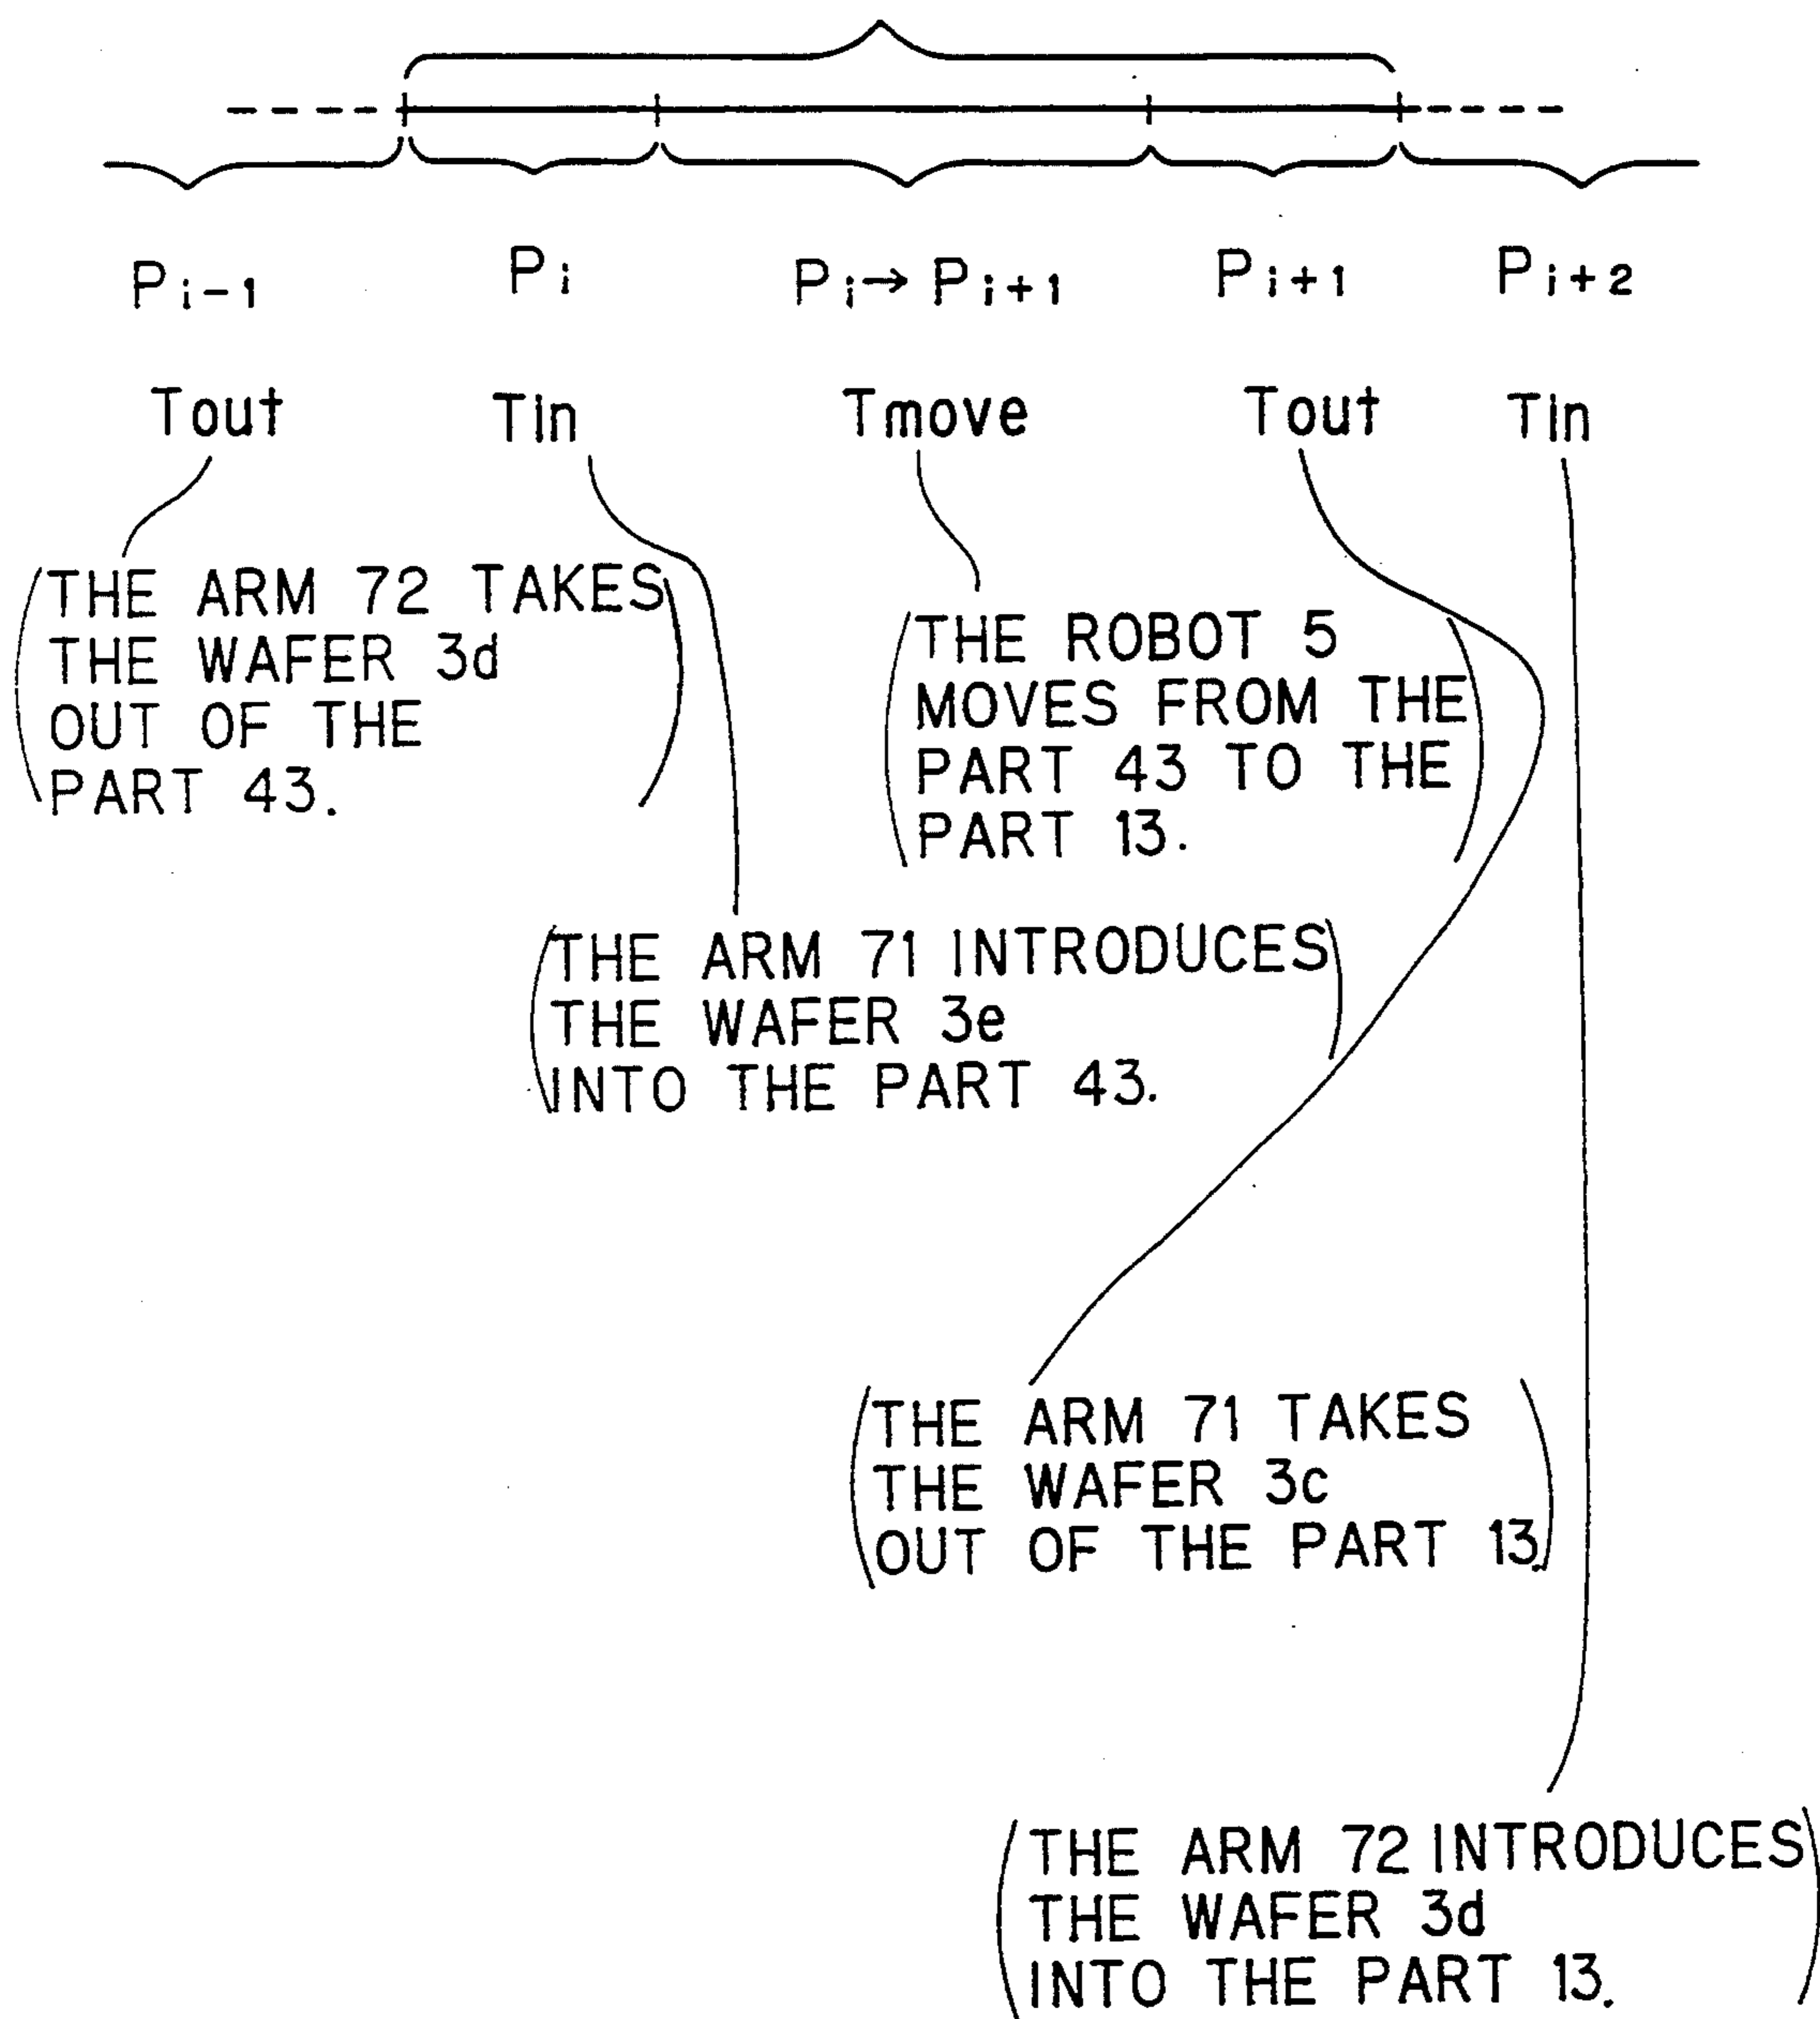 Pi-1 Pi Pi→Pi+1 Pi+1 Pi+2
Tout Tin Tmove Tout Tin
THE ARM 72 TAKES
THE WAFER 3d
OUT OF THE
PART 43.
THE ROBOT 5
MOVES FROM THE
PART 43 TO THE
PART 13.
THE ARM 71 INTRODUCES
THE WAFER 3e
INTO THE PART 43.
THE ARM 71 TAKES
THE WAFER 3c
OUT OF THE PART 13.
THE ARM 72 INTRODUCES
THE WAFER 3d
INTO THE PART 13.